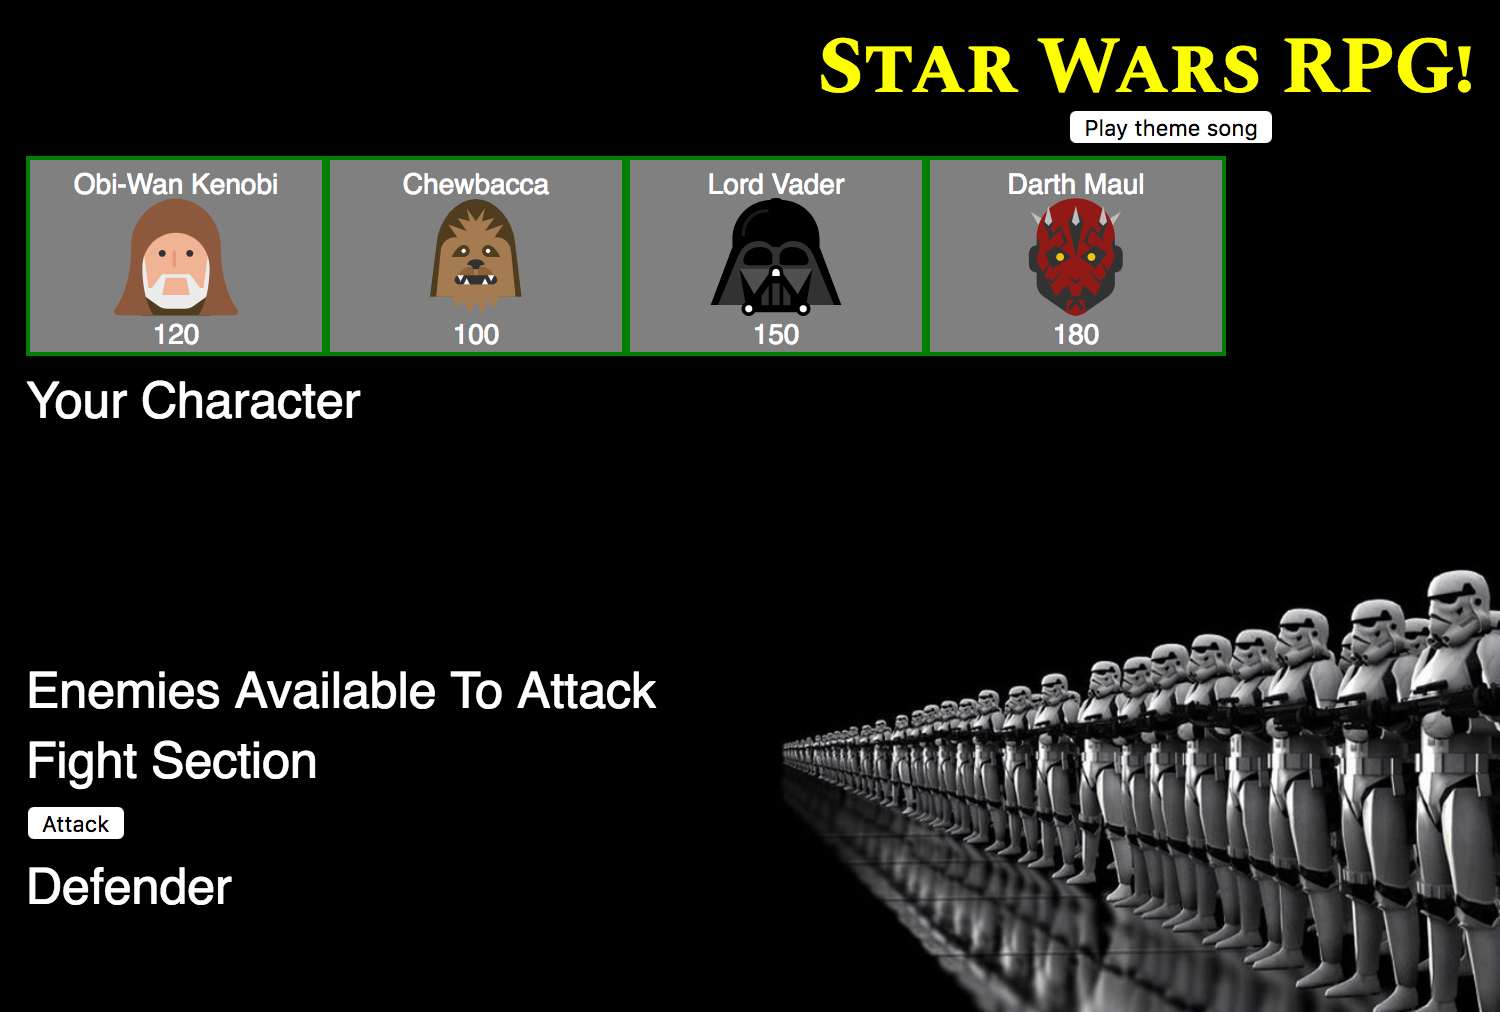 Star Wars RPG!
Play theme song
Obi-Wan Kenobi
Chewbacca
Lord Vader
Darth Maul
120
100
150
180
Your Character
Enemies Available To Attack
Fight Section
Attack
Defender